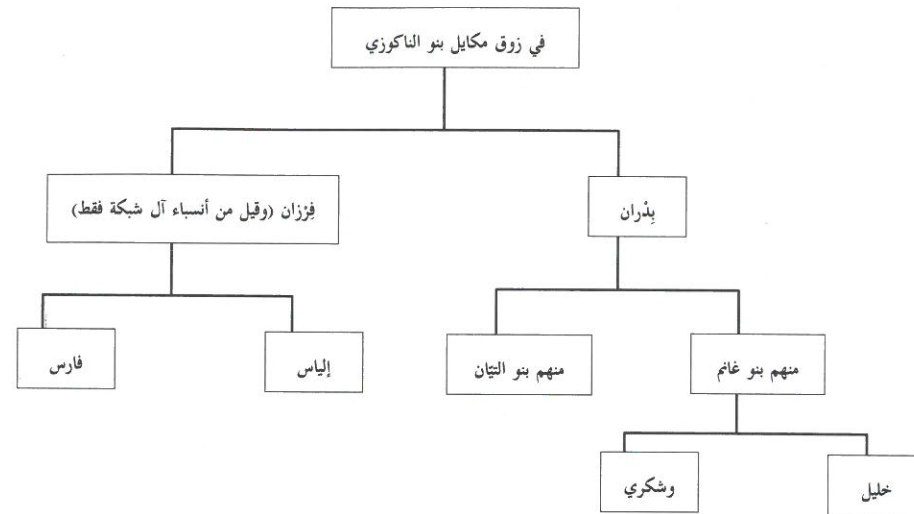 في زوق مكايل بنو الناكوزي
بِدْران
فِرْزان (وقيل من أنسباء آل شبكة فقط)
منهم بنو غانم
منهم بنو التيّان
إلياس
فارس
خليل
وشكري